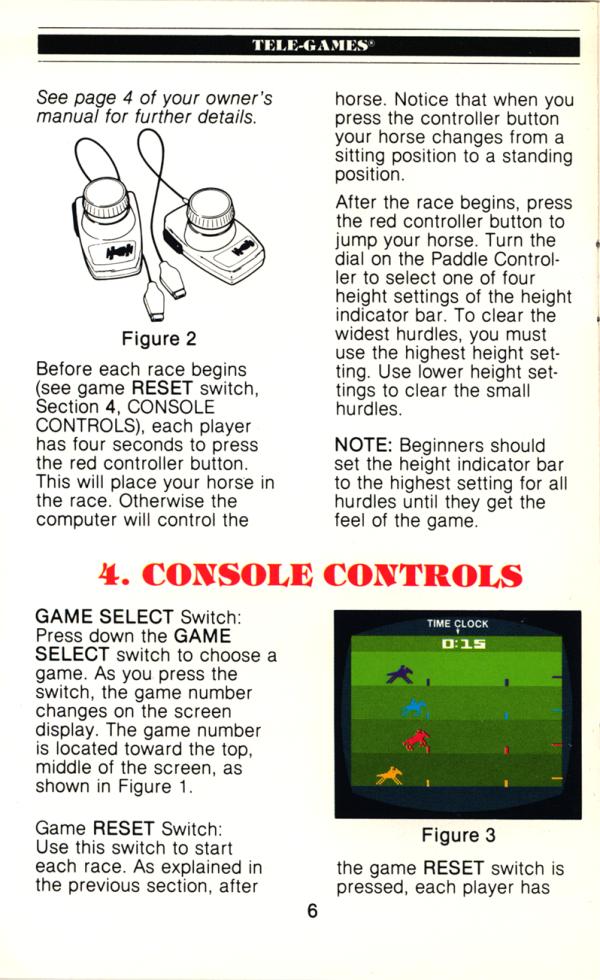 TELE-GAMES®
See page 4 of your owner's
manual for further details.
Figure 2
Before each race begins
(see game RESET switch,
Section 4, CONSOLE
CONTROLS), each player
has four seconds to press
the red controller button.
This will place your horse in
the race. Otherwise the
computer will control the
horse. Notice that when you
press the controller button
your horse changes from a
sitting position to a standing
position.
After the race begins, press
the red controller button to
jump your horse. Turn the
dial on the Paddle Control-
ler to select one of four
height settings of the height
indicator bar. To clear the
widest hurdles, you must
use the highest height set-
ting. Use lower height set-
tings to clear the small
hurdles.
NOTE: Beginners should
set the height indicator bar
to the highest setting for all
hurdles until they get the
feel of the game.
4. CONSOLE CONTROLS
GAME SELECT Switch:
Press down the GAME
SELECT switch to choose a
game. As you press the
switch, the game number
changes on the screen
display. The game number
is located toward the top,
middle of the screen, as
shown in Figure 1.
Game RESET Switch:
Use this switch to start
each race. As explained in
the previous section, after
TIME CLOCK
0:15
Figure 3
the game RESET switch is
pressed, each player has
6